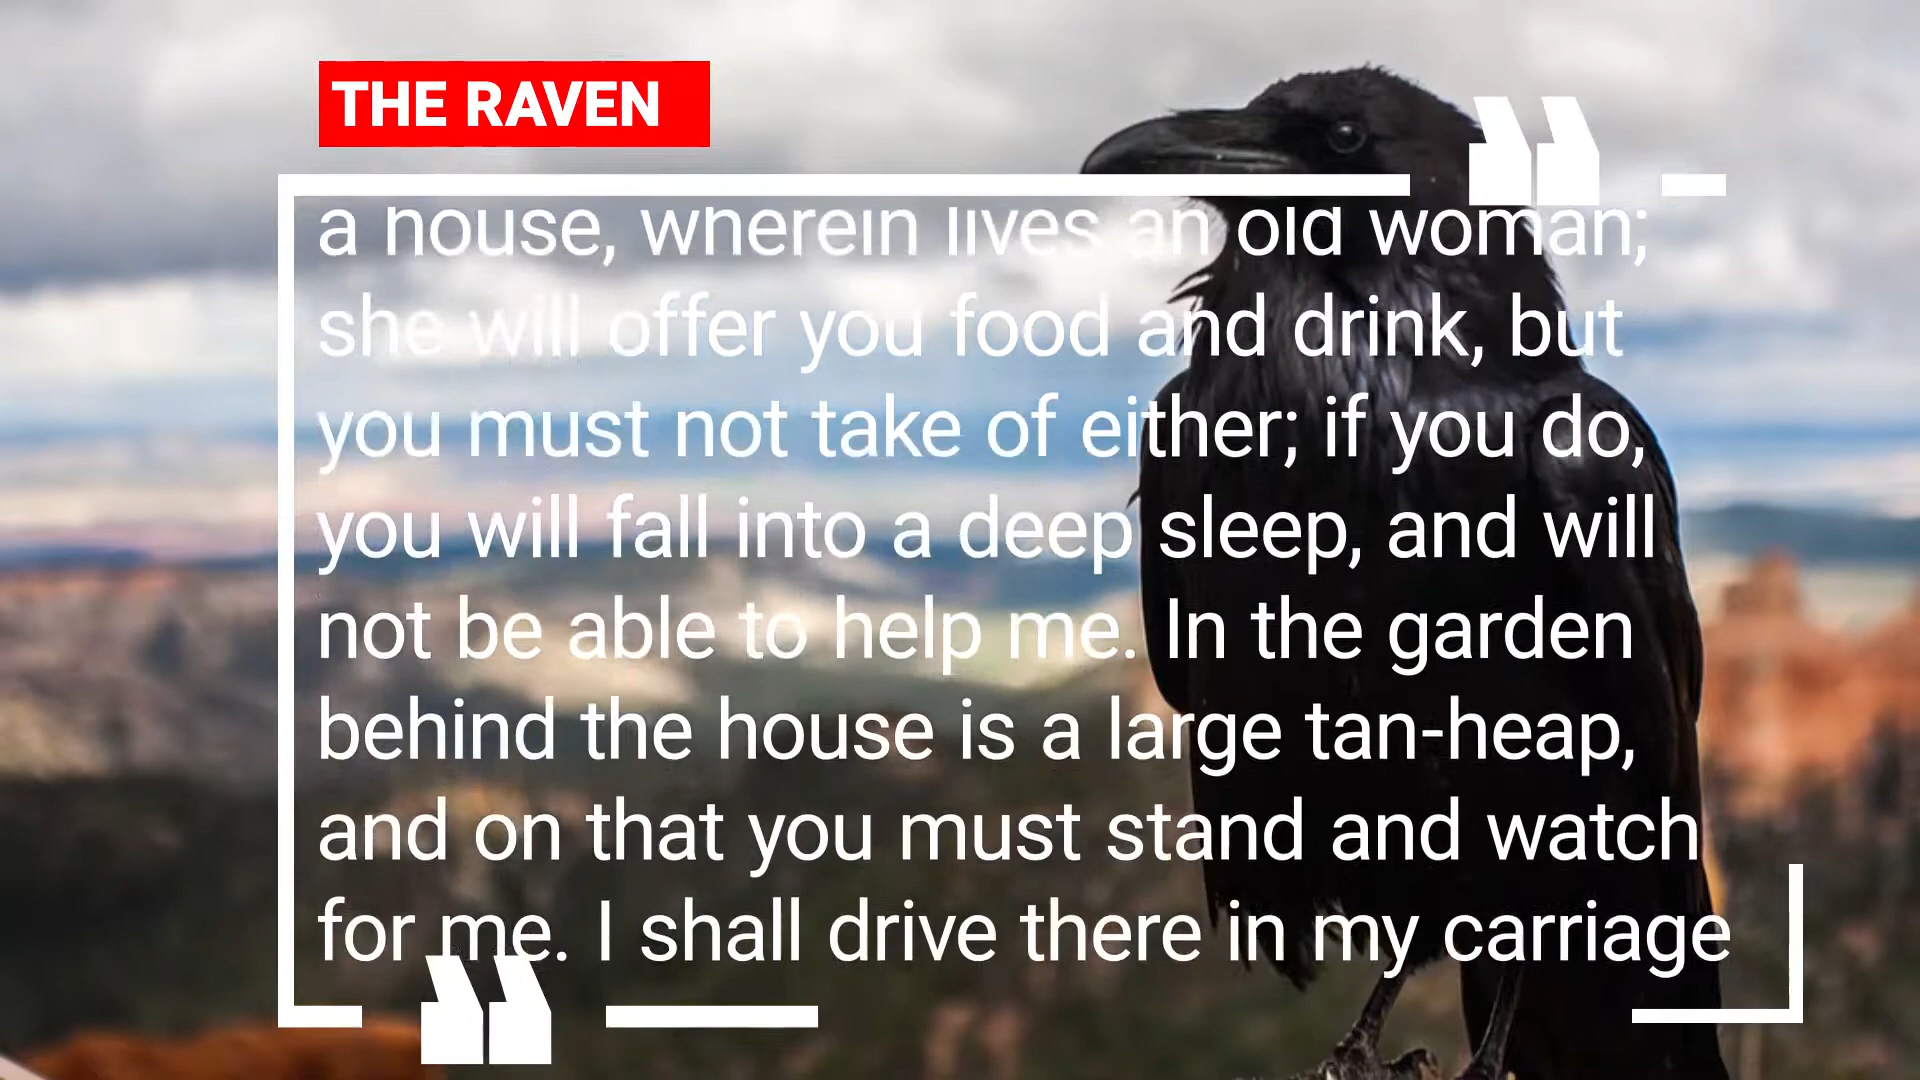 THE RAVEN
a house, wherein lives an old woman;
she will offer you food and drink, but
you must not take of either; if you do,
you will fall into a deep sleep, and will
not be able to help me. In the garden
behind the house is a large tan-heap,
and on that you must stand and watch
for me. I shall drive there in my carriage